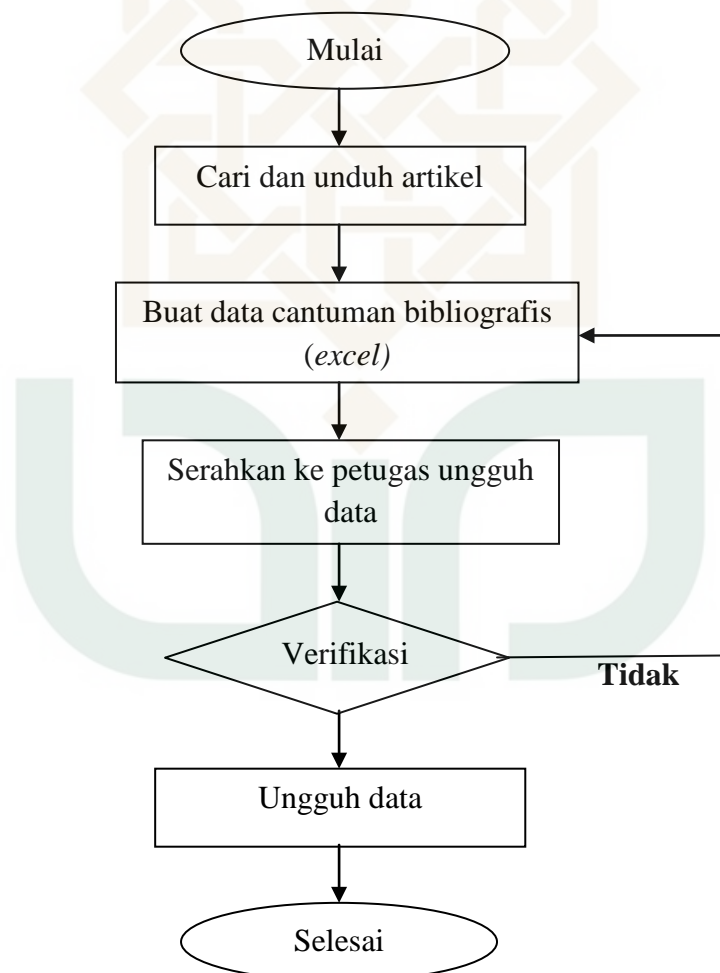 Mulai
Cari dan unduh artikel
Buat data cantuman bibliografis
(excel)
Serahkan ke petugas ungguh
data
Verifikasi
Tidak
Ungguh data
Selesai